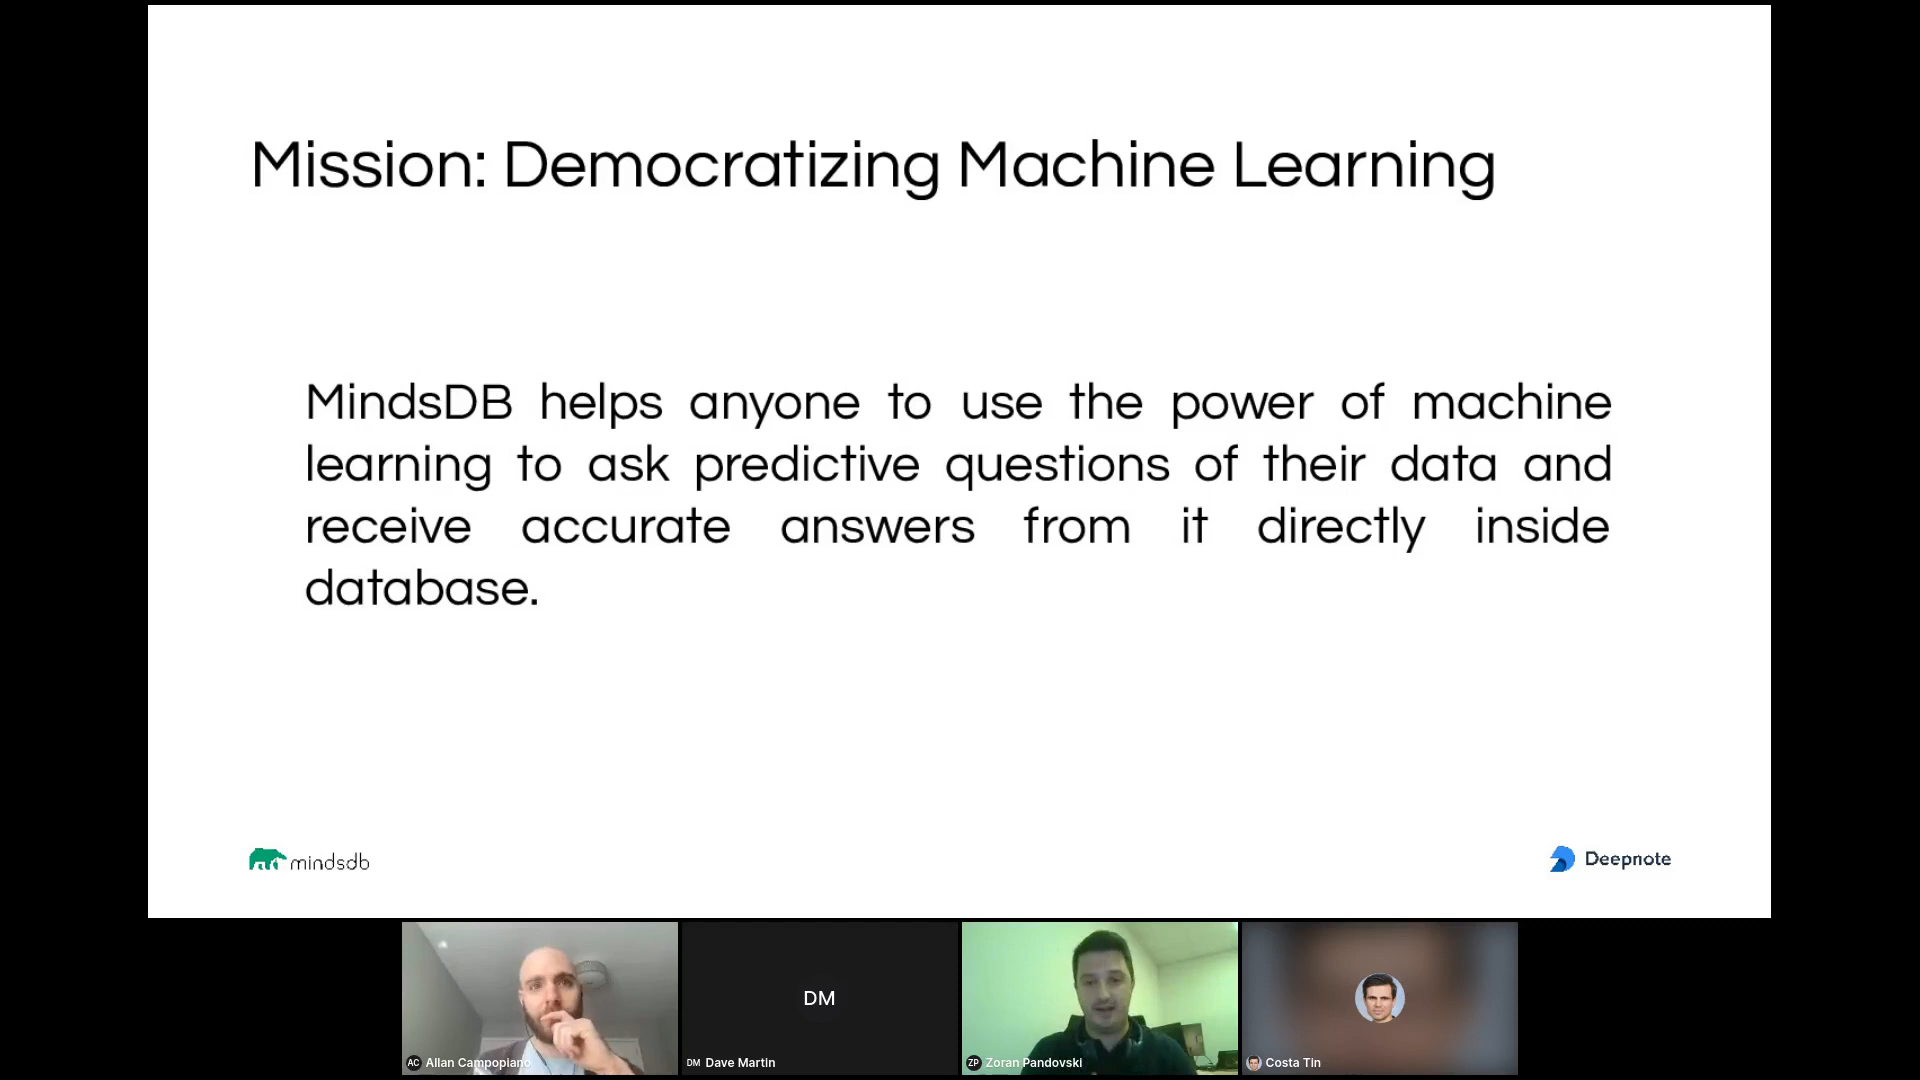 Mission: Democratizing Machine Learning
MindsDB helps anyone to use the power of machine
learning to ask predictive questions of their data and
receive accurate answers from it directly inside
database.
mindsdb
Deepnote
DM
AC Allan Campopiano
DM Dave Martin
ZP Zoran Pandovski
Costa Tin